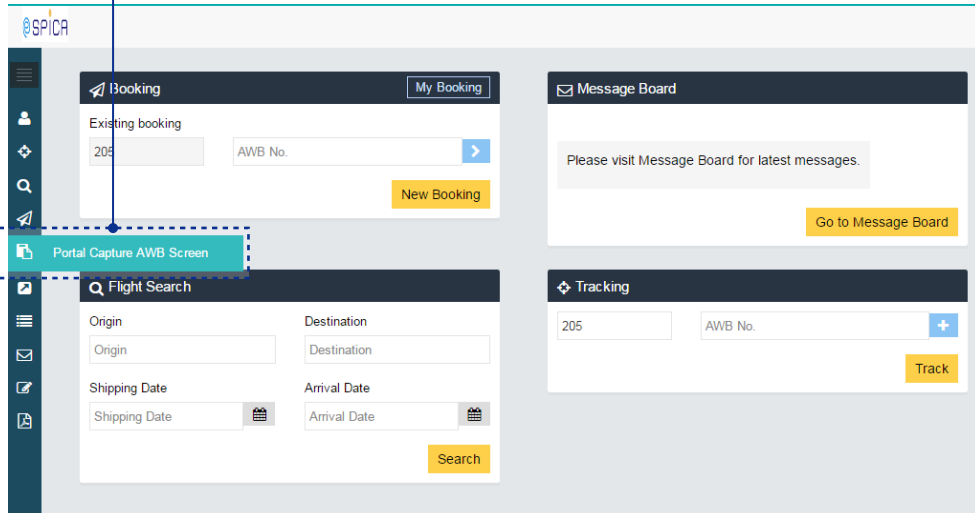 eSPICA
Booking
My Booking
Existing booking
205
AWB No.
New Booking
Message Board
Please visit Message Board for latest messages.
Go to Message Board
Portal Capture AWB Screen
Flight Search
Origin
Destination
Origin
Destination
Shipping Date
Arrival Date
Shipping Date
Arrival Date
Search
Tracking
205
AWB No.
Track